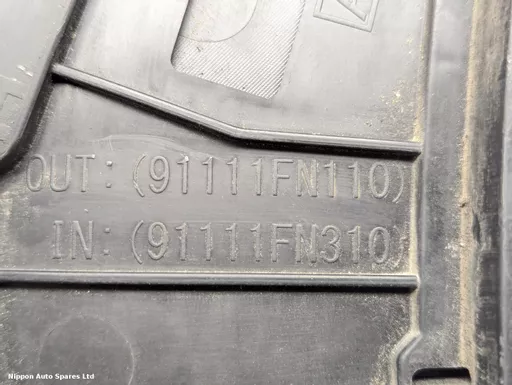 OUT: (91111FN110)
IN: (91111FN310)
Nippon Auto Spares Ltd